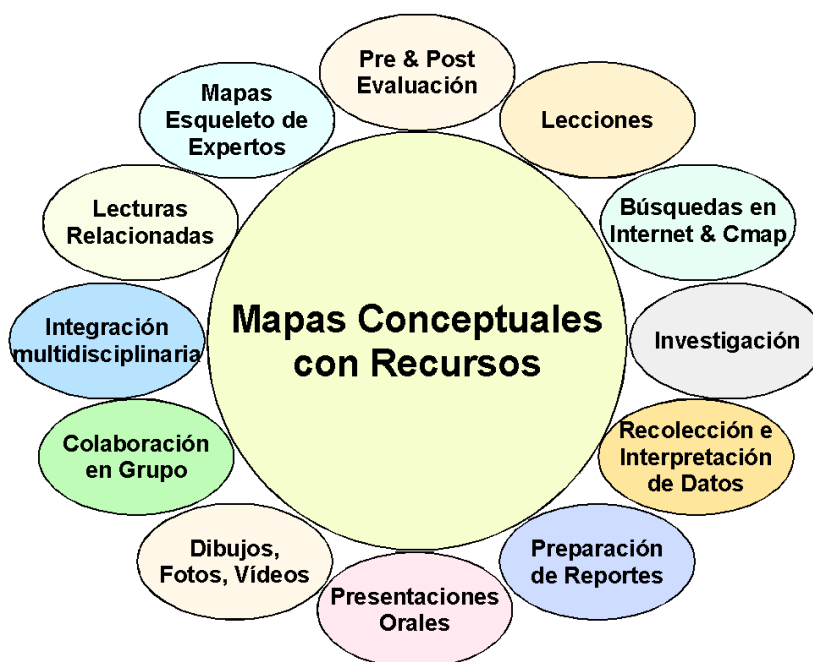 Pre & Post
Evaluación
Lecciones
Búsquedas en
Internet & Cmap
Investigación
Recolección e
Interpretación
de Datos
Preparación
de Reportes
Presentaciones
Orales
Dibujos,
Fotos, Vídeos
Colaboración
en Grupo
Integración
multidisciplinaria
Lecturas
Relacionadas
Mapas
Esqueleto de
Expertos
Mapas Conceptuales
con Recursos